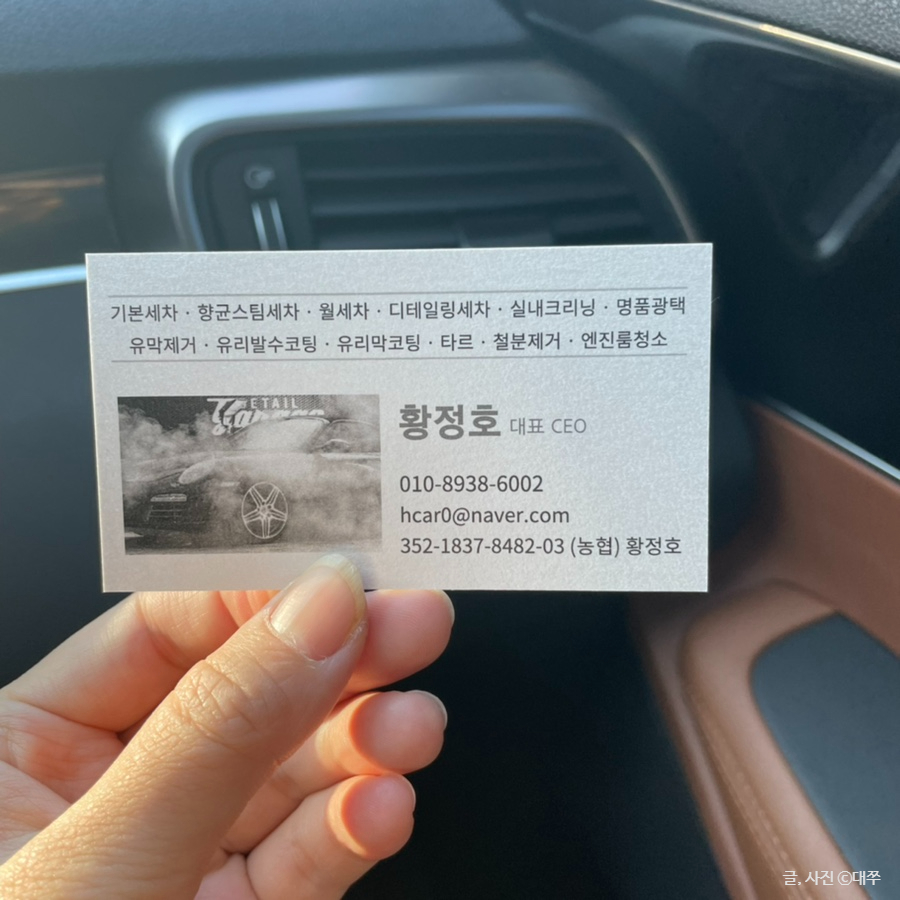 기본세차 · 향균스팀세차 · 월세차 · 디테일링세차 · 실내크리닝 · 명품광택
유막제거 · 유리발수코팅 · 유리막코팅 · 타르 · 철분제거 · 엔진룸청소
DETAIL
Garage
황정호 대표 CEO
010-8938-6002
hcar0@naver.com
352-1837-8482-03 (농협) 황정호
글, 사진 ⓒ대쭈